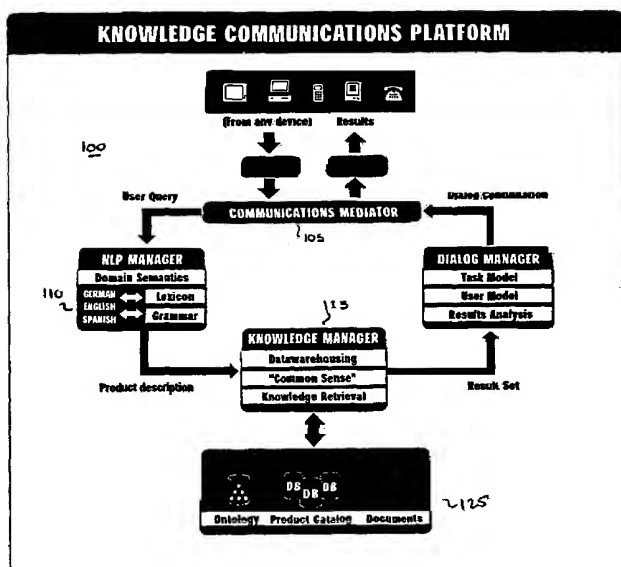 KNOWLEDGE COMMUNICATIONS PLATFORM
(from any device) Results
100
User Query
Dialog Continuation
COMMUNICATIONS MEDIATOR
105
NLP MANAGER
Domain Semantics
GERMAN
ENGLISH
SPANISH
Lexicon
Grammar
110
DIALOG MANAGER
Task Model
User Model
Results Analysis
KNOWLEDGE MANAGER
Datawarehousing
"Common Sense"
Knowledge Retrieval
Product description
Result Set
DB DB DB
Ontology Product Catalog Documents
125